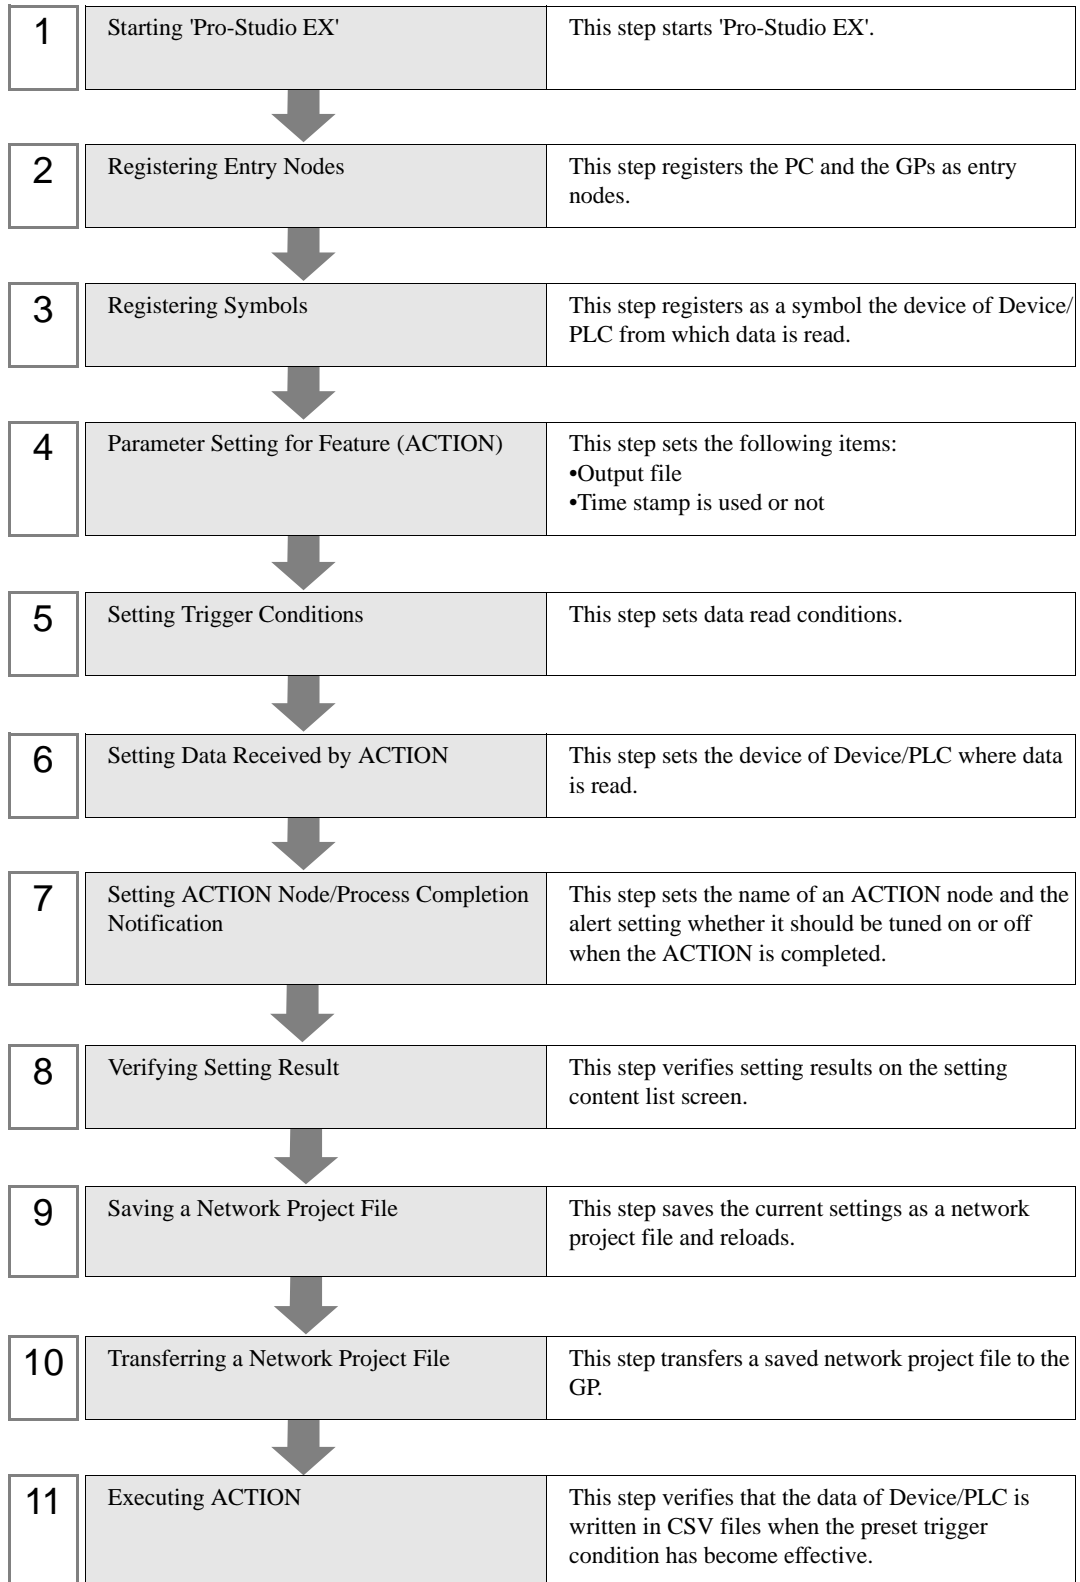 1
Starting 'Pro-Studio EX'
This step starts 'Pro-Studio EX'.
2
Registering Entry Nodes
This step registers the PC and the GPs as entry
nodes.
3
Registering Symbols
This step registers as a symbol the device of Device/
PLC from which data is read.
4
Parameter Setting for Feature (ACTION)
This step sets the following items:
•Output file
•Time stamp is used or not
5
Setting Trigger Conditions
This step sets data read conditions.
6
Setting Data Received by ACTION
This step sets the device of Device/PLC where data
is read.
7
Setting ACTION Node/Process Completion
Notification
This step sets the name of an ACTION node and the
alert setting whether it should be tuned on or off
when the ACTION is completed.
8
Verifying Setting Result
This step verifies setting results on the setting
content list screen.
9
Saving a Network Project File
This step saves the current settings as a network
project file and reloads.
10
Transferring a Network Project File
This step transfers a saved network project file to the
GP.
11
Executing ACTION
This step verifies that the data of Device/PLC is
written in CSV files when the preset trigger
condition has become effective.